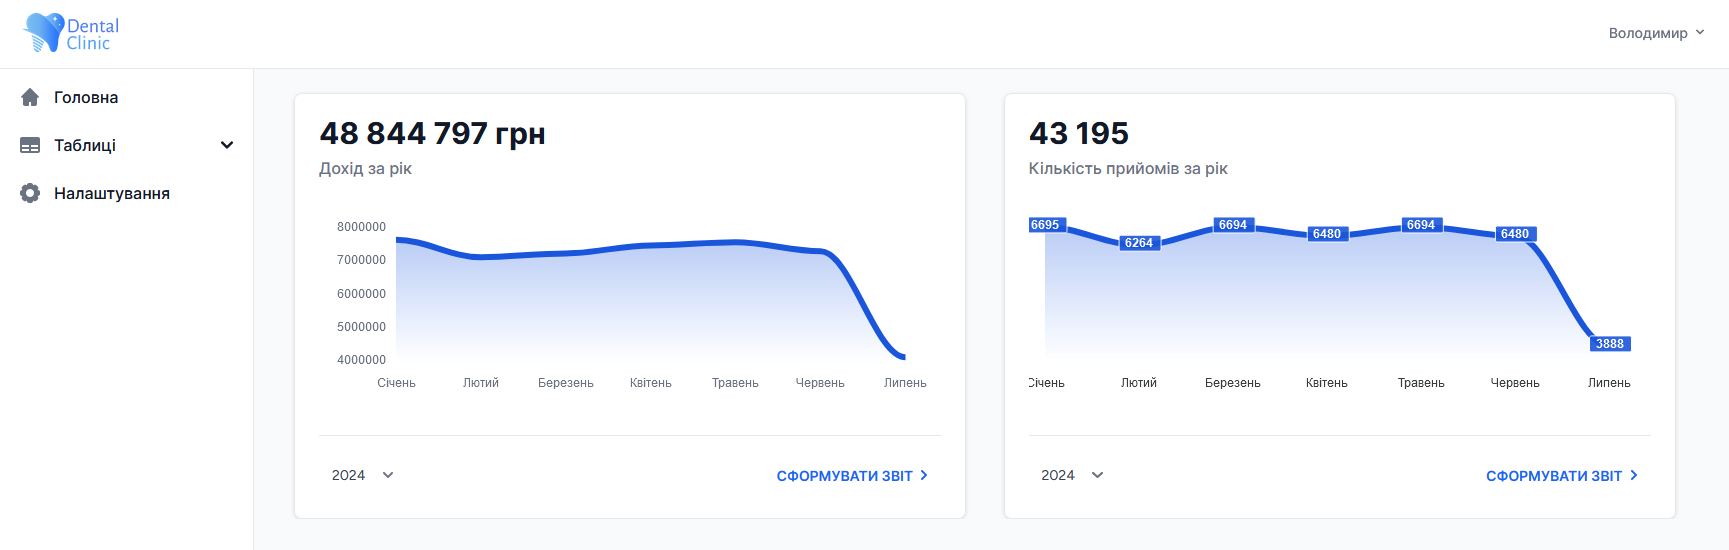 Dental
Clinic
Володимир
Головна
Таблиці
Налаштування
48 844 797 грн
Дохід за рік
8000000
7000000
6000000
5000000
4000000
Січень Лютий Березень Квітень Травень Червень Липень
2024
СФОРМУВАТИ ЗВІТ
43 195
Кількість прийомів за рік
6695 6264 6694 6480 6694 6480 3888
Січень Лютий Березень Квітень Травень Червень Липень
2024
СФОРМУВАТИ ЗВІТ